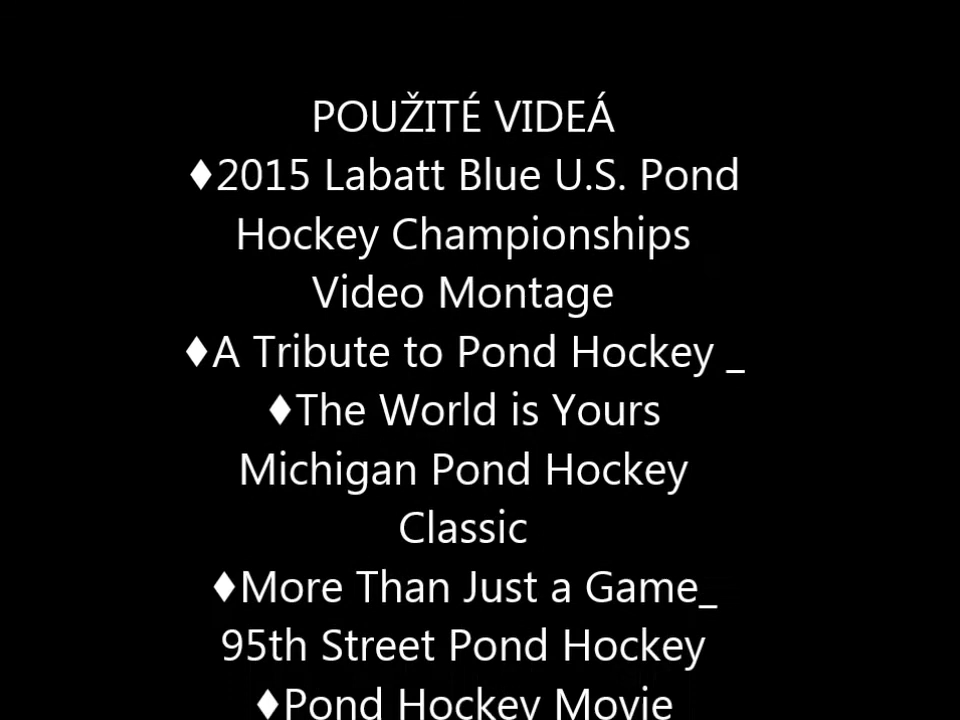 POUŽITÉ VIDEÁ
♦2015 Labatt Blue U.S. Pond
Hockey Championships
Video Montage
♦A Tribute to Pond Hockey _
♦The World is Yours
Michigan Pond Hockey
Classic
♦More Than Just a Game_
95th Street Pond Hockey
♦Pond Hockey Movie